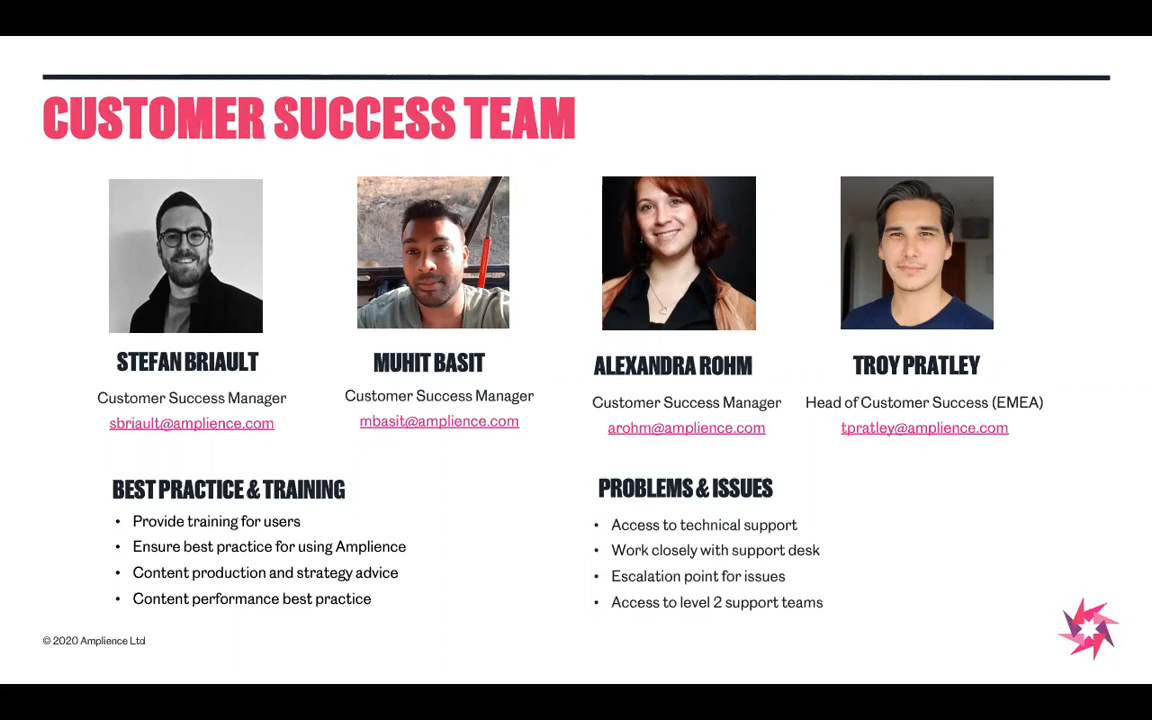 CUSTOMER SUCCESS TEAM
STEFAN BRIAULT
Customer Success Manager
sbriault@amplience.com
MUHIT BASIT
Customer Success Manager
mbasit@amplience.com
ALEXANDRA ROHM
Customer Success Manager
arohm@amplience.com
TROY PRATLEY
Head of Customer Success (EMEA)
tpratley@amplience.com
BEST PRACTICE & TRAINING
• Provide training for users
• Ensure best practice for using Amplience
• Content production and strategy advice
• Content performance best practice
PROBLEMS & ISSUES
• Access to technical support
• Work closely with support desk
• Escalation point for issues
• Access to level 2 support teams
© 2020 Amplience Ltd